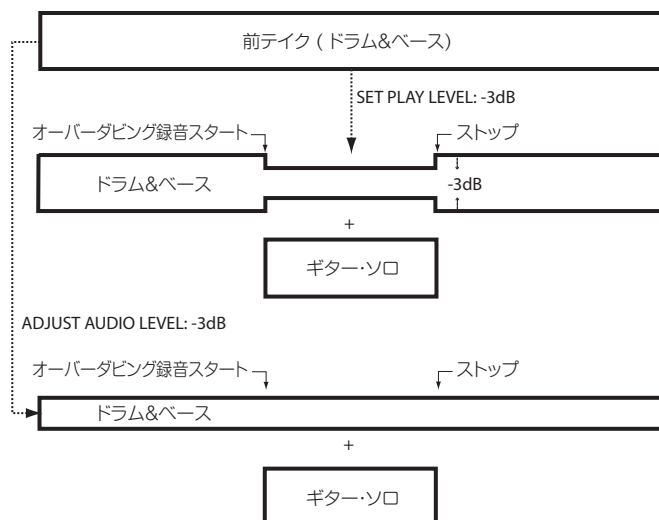 前テイク ( ドラム&ベース)
SET PLAY LEVEL: -3dB
オーバーダビング録音スタート ストップ
ドラム&ベース -3dB
+
ギター・ソロ
ADJUST AUDIO LEVEL: -3dB
オーバーダビング録音スタート ストップ
ドラム&ベース
+
ギター・ソロ